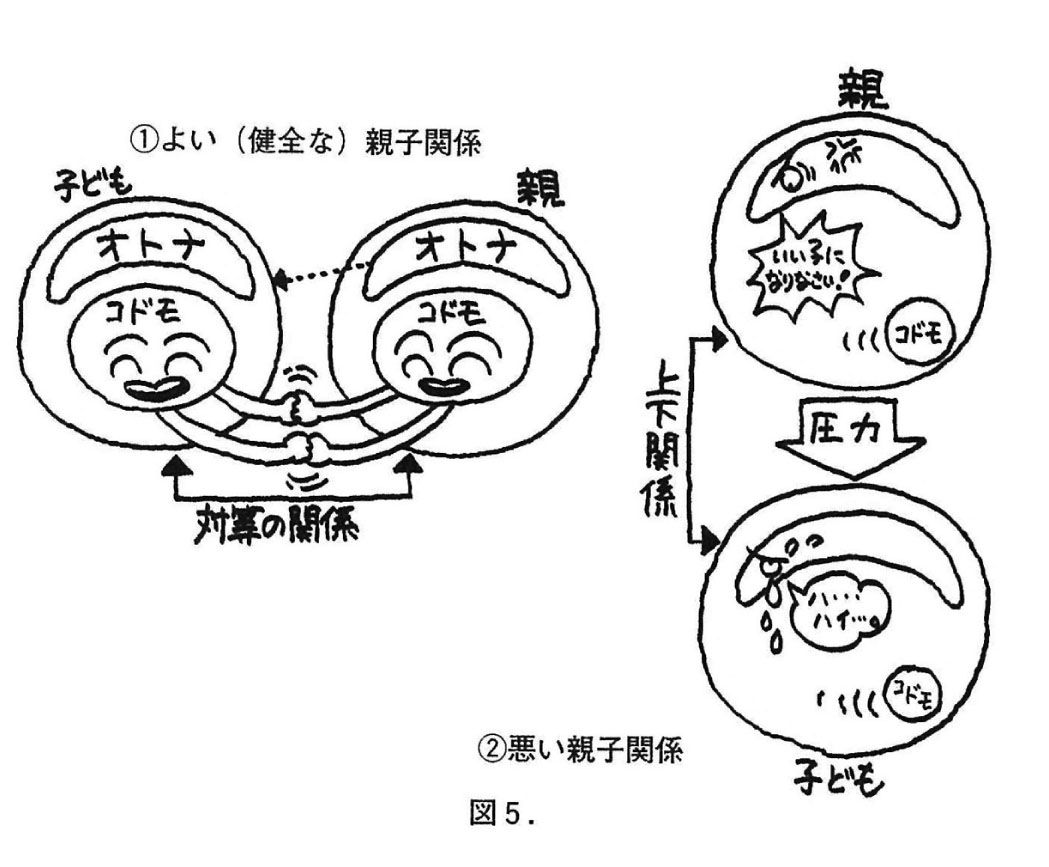 ①よい（健全な）親子関係
子ども
親
オトナ
オトナ
コドモ
コドモ
対等の関係
親
いい子に
なりなさい!
コドモ
上下関係
圧力
ハ…
ハイ…。
コドモ
子ども
②悪い親子関係
図5.